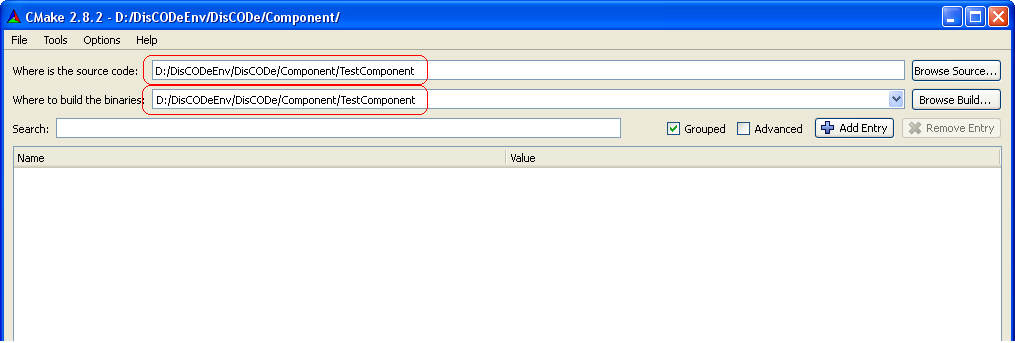 CMake 2.8.2 - D:/DisCODeEnv/DisCODe/Component/
File Tools Options Help
Where is the source code: D:/DisCODeEnv/DisCODe/Component/TestComponent Browse Source...
Where to build the binaries: D:/DisCODeEnv/DisCODe/Component/TestComponent Browse Build...
Search: Grouped Advanced Add Entry Remove Entry
Name Value